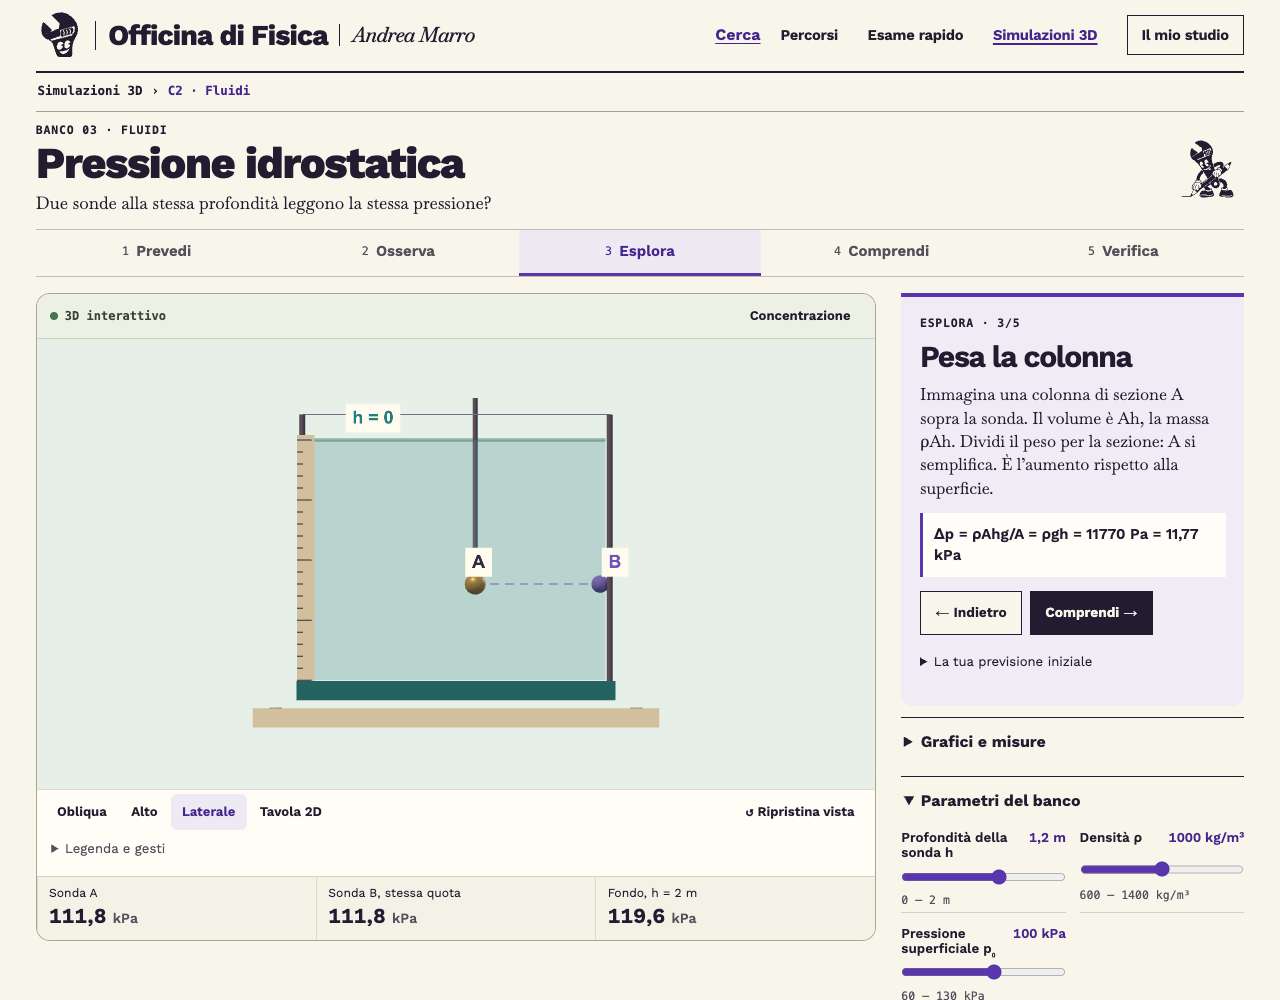 Officina di Fisica
Andrea Marro
Cerca
Percorsi
Esame rapido
Simulazioni 3D
Il mio studio
Simulazioni 3D › C2 · Fluidi
BANCO 03 · FLUIDI
Pressione idrostatica
Due sonde alla stessa profondità leggono la stessa pressione?
1 Prevedi
2 Osserva
3 Esplora
4 Comprendi
5 Verifica
3D interattivo
Concentrazione
h = 0
A
B
Obliqua
Alto
Laterale
Tavola 2D
↺ Ripristina vista
▶ Legenda e gesti
Sonda A
111,8 kPa
Sonda B, stessa quota
111,8 kPa
Fondo, h = 2 m
119,6 kPa
ESPLORA · 3/5
Pesa la colonna
Immagina una colonna di sezione A
sopra la sonda. Il volume è Ah, la massa
ρAh. Dividi il peso per la sezione: A si
semplifica. È l’aumento rispetto alla
superficie.
Δp = ρAhg/A = ρgh = 11770 Pa = 11,77
kPa
← Indietro
Comprendi →
▶ La tua previsione iniziale
▶ Grafici e misure
▼ Parametri del banco
Profondità della
sonda h
1,2 m
0 — 2 m
Densità ρ
1000 kg/m³
600 — 1400 kg/m³
Pressione
superficiale p₀
100 kPa
60 — 130 kPa